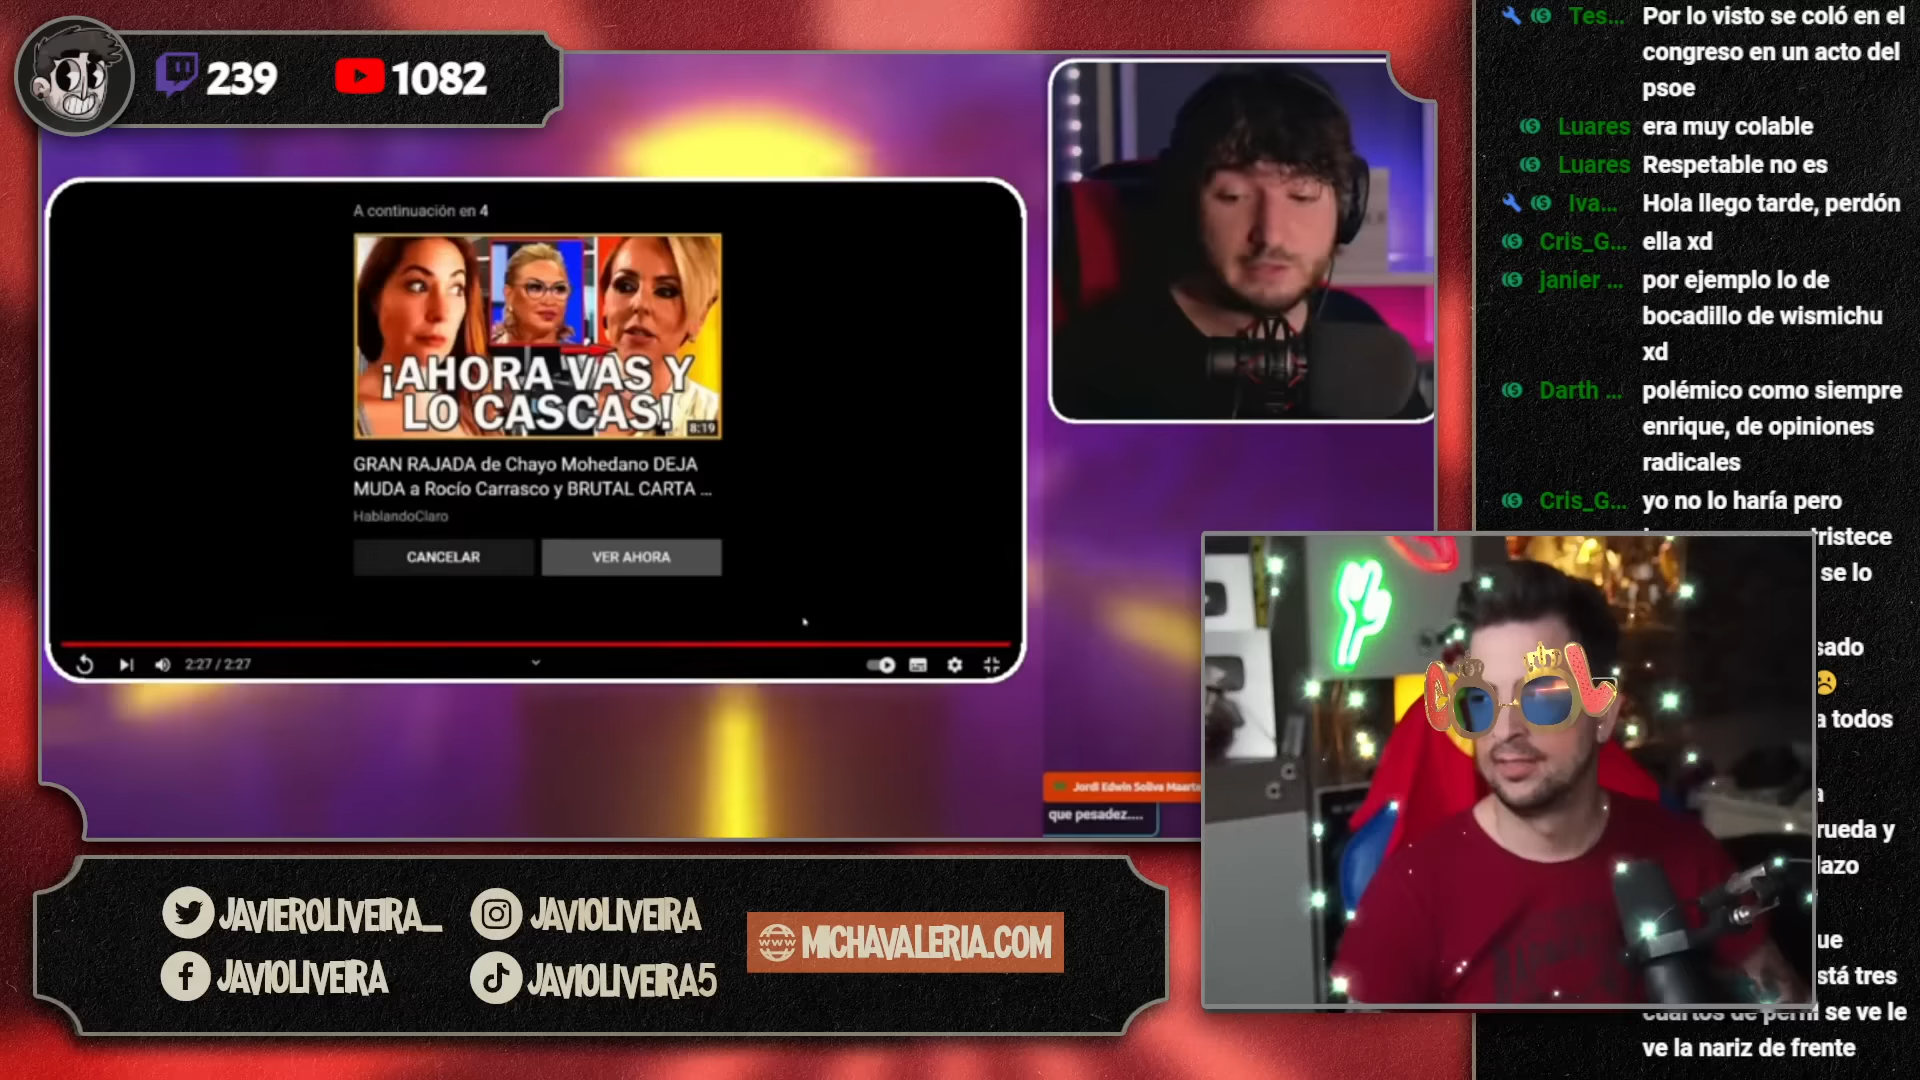 239
1082
A continuación en 4
¡AHORA VAS Y
LO CASCAS!
8:19
GRAN RAJADA de Chayo Mohedano DEJA
MUDA a Rocío Carrasco y BRUTAL CARTA ...
HablandoClaro
CANCELAR
VER AHORA
2:27 / 2:27
Jordi Edwin Soliva Maarte
que pesadez....
JAVIEROLIVEIRA_
JAVIOLIVEIRA
JAVIOLIVEIRA
JAVIOLIVEIRA5
WWW
MICHAVALERIA.COM
Tes... Por lo visto se coló en el
congreso en un acto del
psoe
Luares era muy colable
Luares Respetable no es
Iva... Hola llego tarde, perdón
Cris_G... ella xd
janier ... por ejemplo lo de
bocadillo de wismichu
xd
Darth ... polémico como siempre
enrique, de opiniones
radicales
Cris_G... yo no lo haría pero
tristece
se lo
sado
a todos
a
rueda y
lazo
ue
stá tres
cuartos de perfil se ve le
ve la nariz de frente